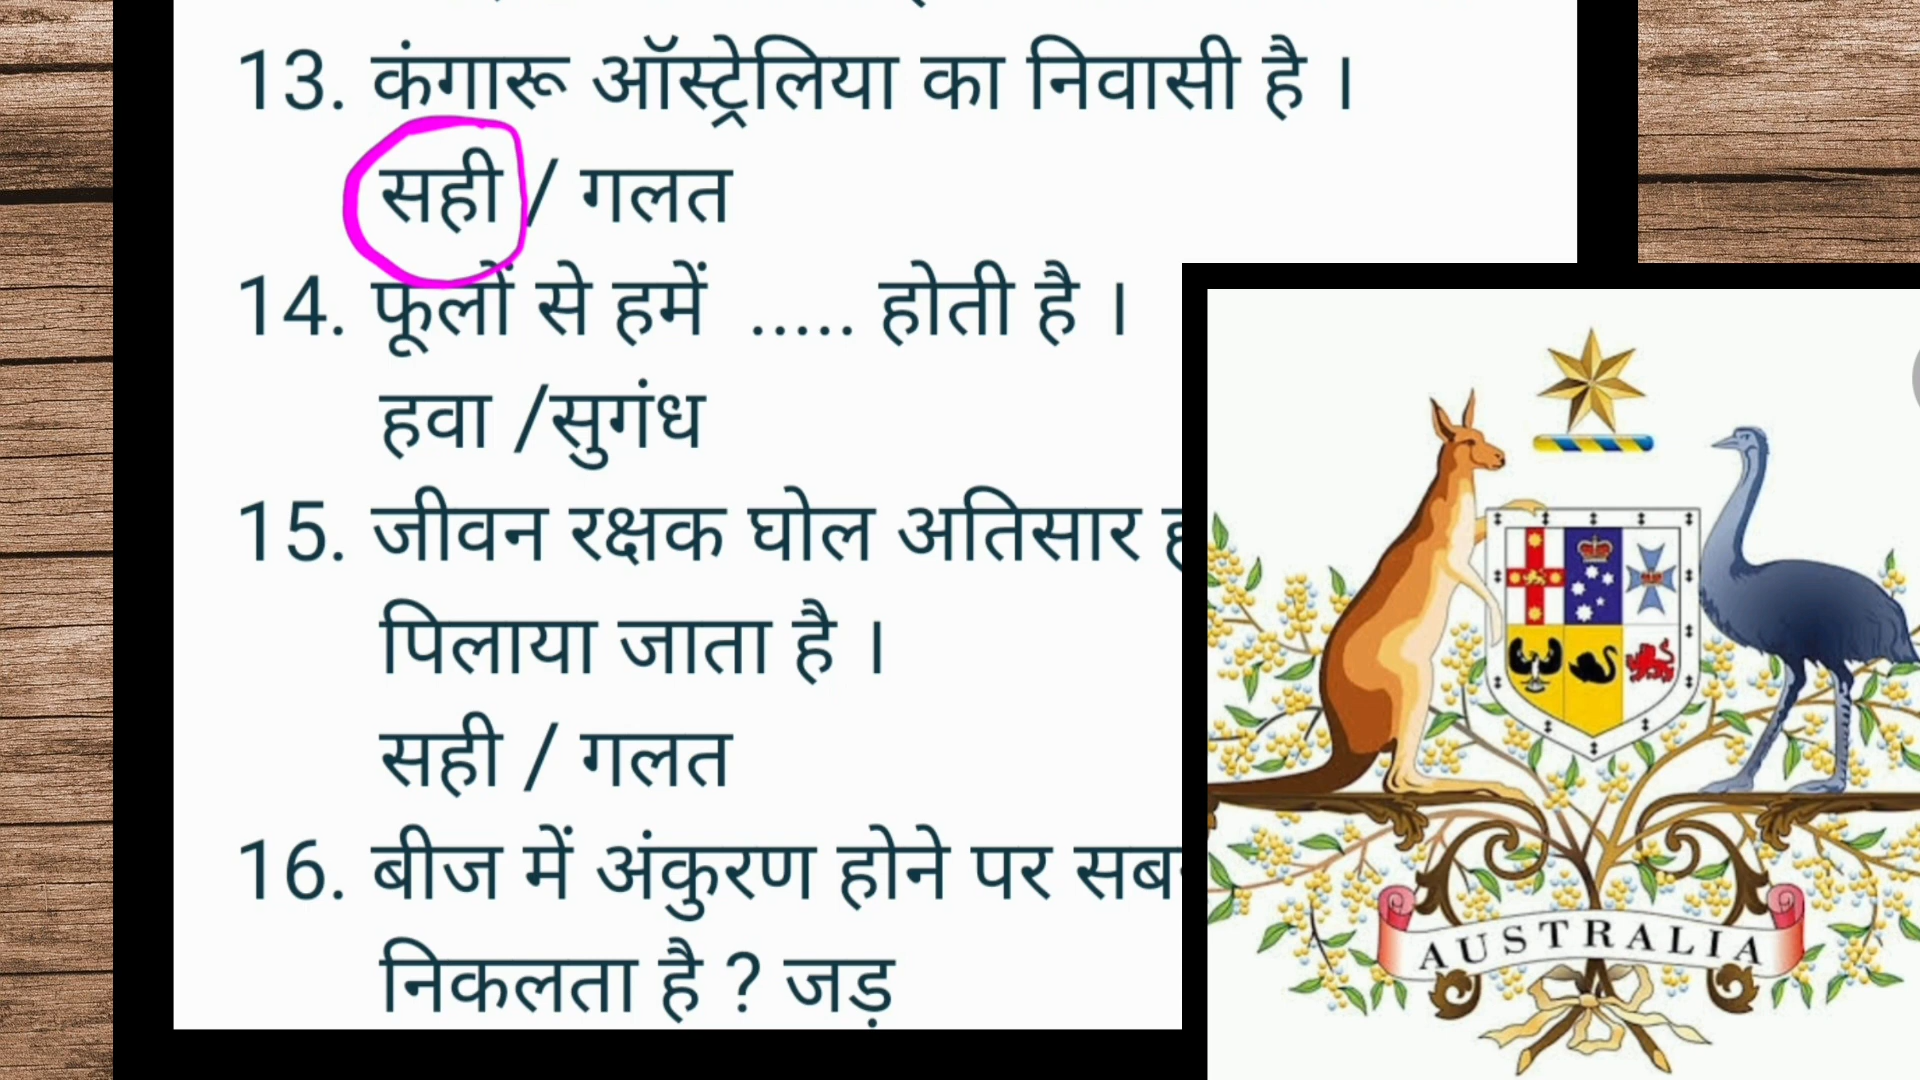 13. कंगारू ऑस्ट्रेलिया का निवासी है ।
सही / गलत
14. फूलों से हमें ..... होती है ।
हवा /सुगंध
15. जीवन रक्षक घोल अतिसार
पिलाया जाता है ।
सही / गलत
16. बीज में अंकुरण होने पर
निकलता है ? जड़
AUSTRALIA